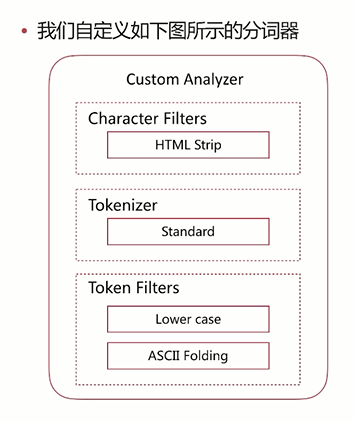 • 我们自定义如下图所示的分词器
Custom Analyzer
Character Filters
HTML Strip
Tokenizer
Standard
Token Filters
Lower case
ASCII Folding